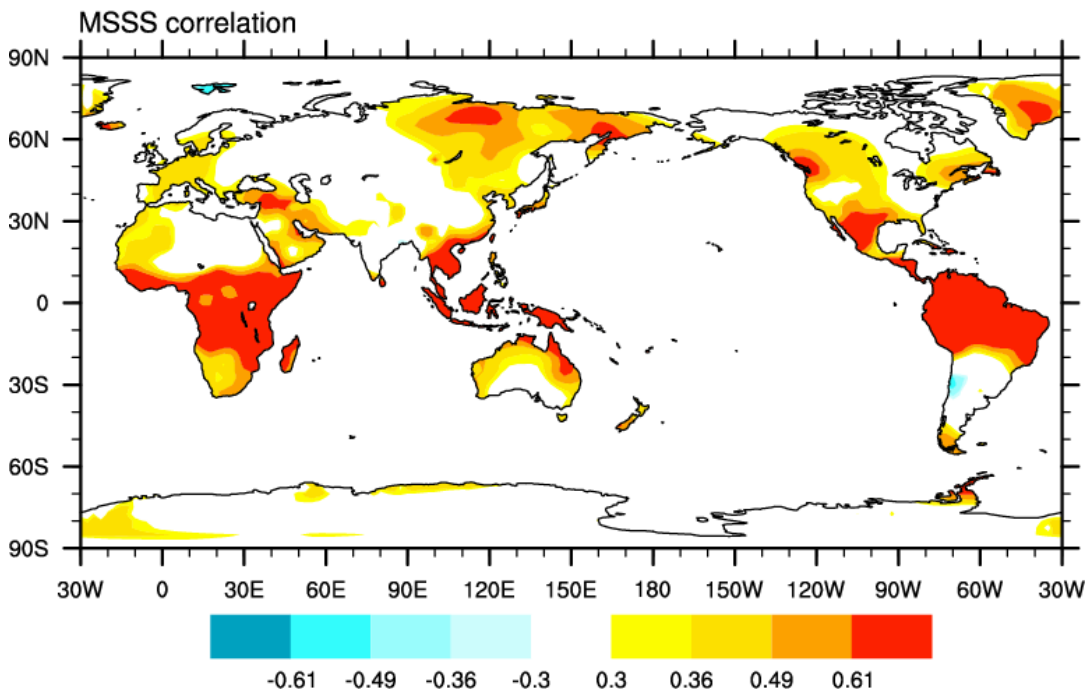 MSSS correlation
90N
60N
30N
0
30S
60S
90S
30W 0 30E 60E 90E 120E 150E 180 150W 120W 90W 60W 30W
-0.61 -0.49 -0.36 -0.3 0.3 0.36 0.49 0.61